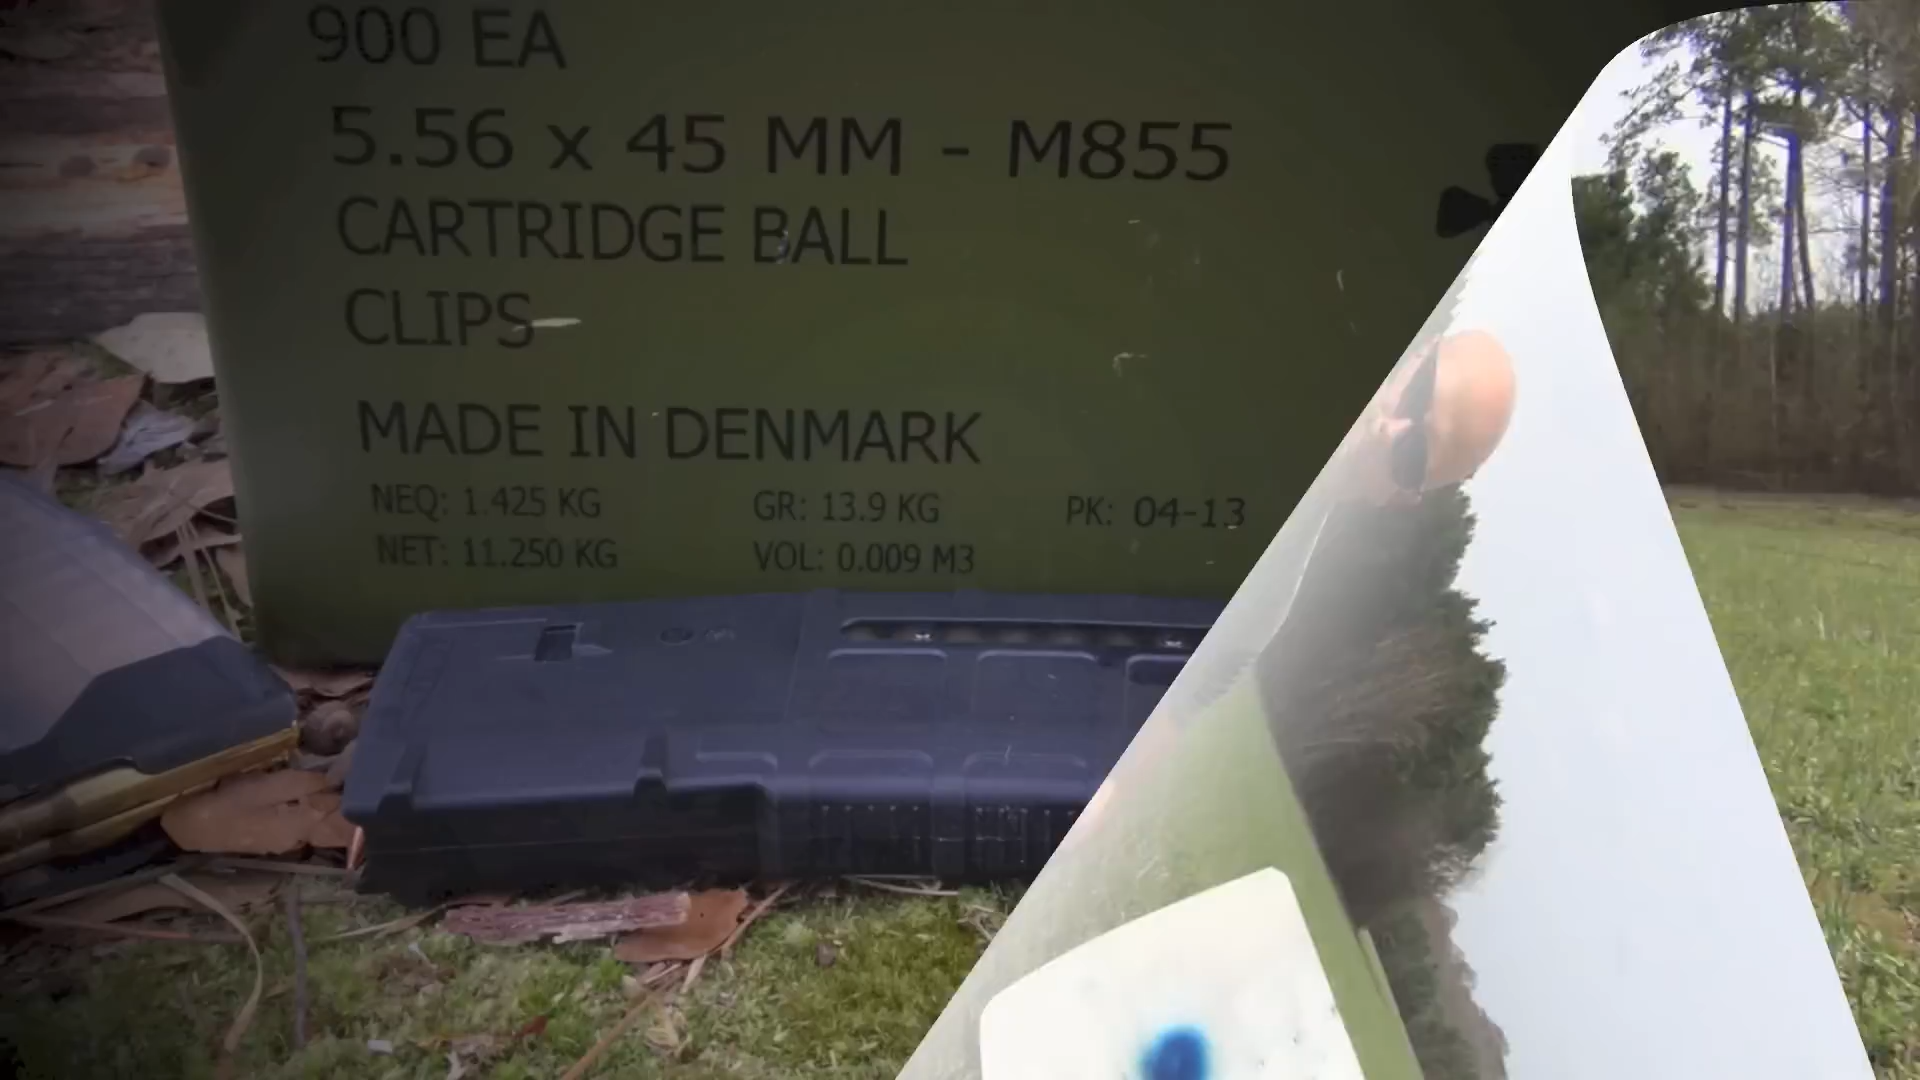 900 EA
5.56 x 45 MM - M855
CARTRIDGE BALL
CLIPS
MADE IN DENMARK
NEQ: 1.425 KG GR: 13.9 KG PK: 04-13
NET: 11.250 KG VOL: 0.009 M3